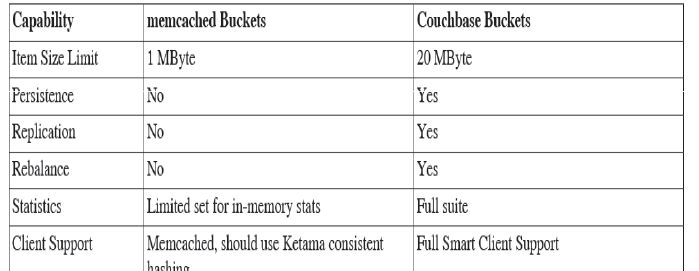 Capability memcached Buckets Couchbase Buckets
Item Size Limit 1 MByte 20 MByte
Persistence No Yes
Replication No Yes
Rebalance No Yes
Statistics Limited set for in-memory stats Full suite
Client Support Memcached, should use Ketama consistent Full Smart Client Support
hashing